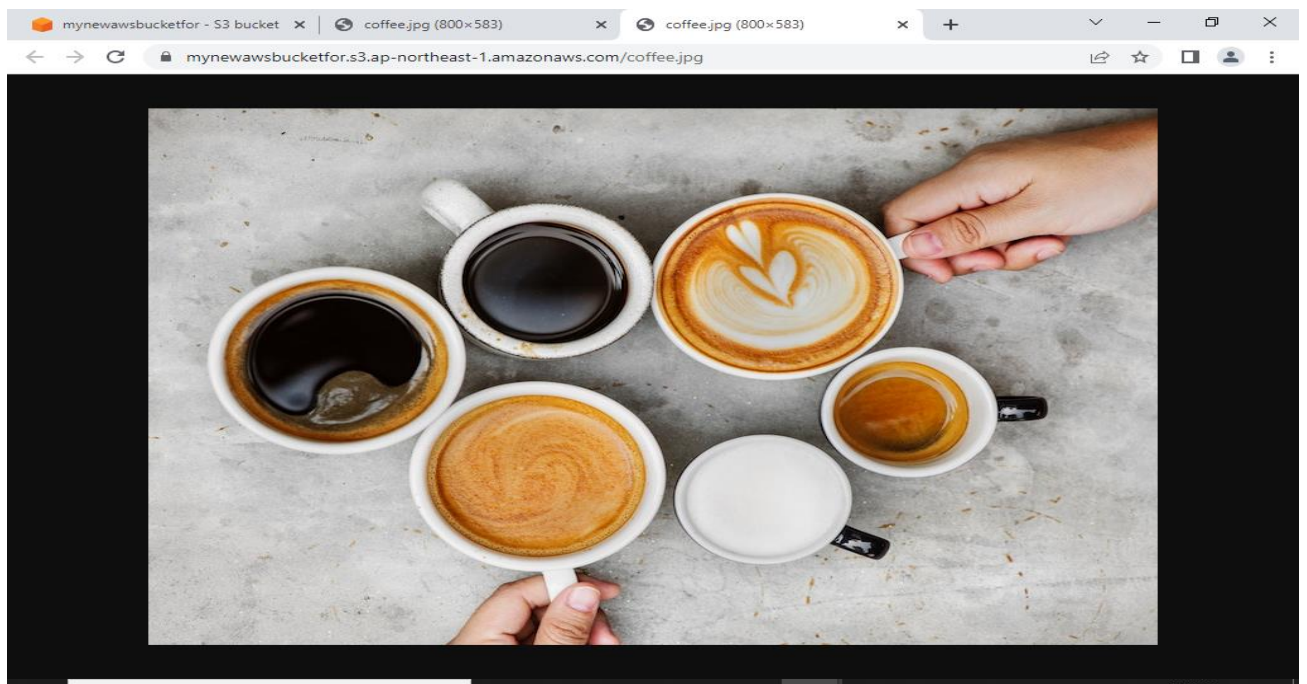 mynewawsbucketfor - S3 bucket
coffee.jpg (800×583)
coffee.jpg (800×583)
mynewawsbucketfor.s3.ap-northeast-1.amazonaws.com/coffee.jpg